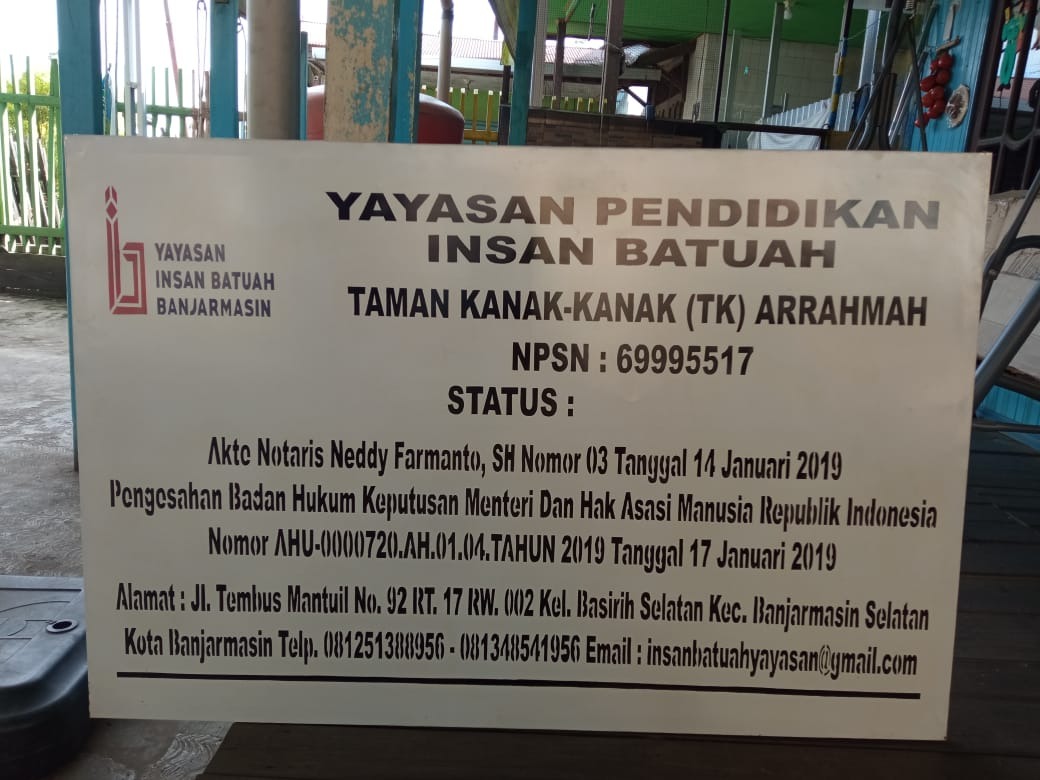 YAYASAN
INSAN BATUAH
BANJARMASIN
YAYASAN PENDIDIKAN
INSAN BATUAH
TAMAN KANAK-KANAK (TK) ARRAHMAH
NPSN : 69995517
STATUS :
Akte Notaris Neddy Farmanto, SH Nomor 03 Tanggal 14 Januari 2019
Pengesahan Badan Hukum Keputusan Menteri Dan Hak Asasi Manusia Republik Indonesia
Nomor AHU-0000720.AH.01.04.TAHUN 2019 Tanggal 17 Januari 2019
Alamat : Jl. Tembus Mantuil No. 92 RT. 17 RW. 002 Kel. Basirih Selatan Kec. Banjarmasin Selatan
Kota Banjarmasin Telp. 081251388956 - 081348541956 Email : insanbatuahyayasan@gmail.com